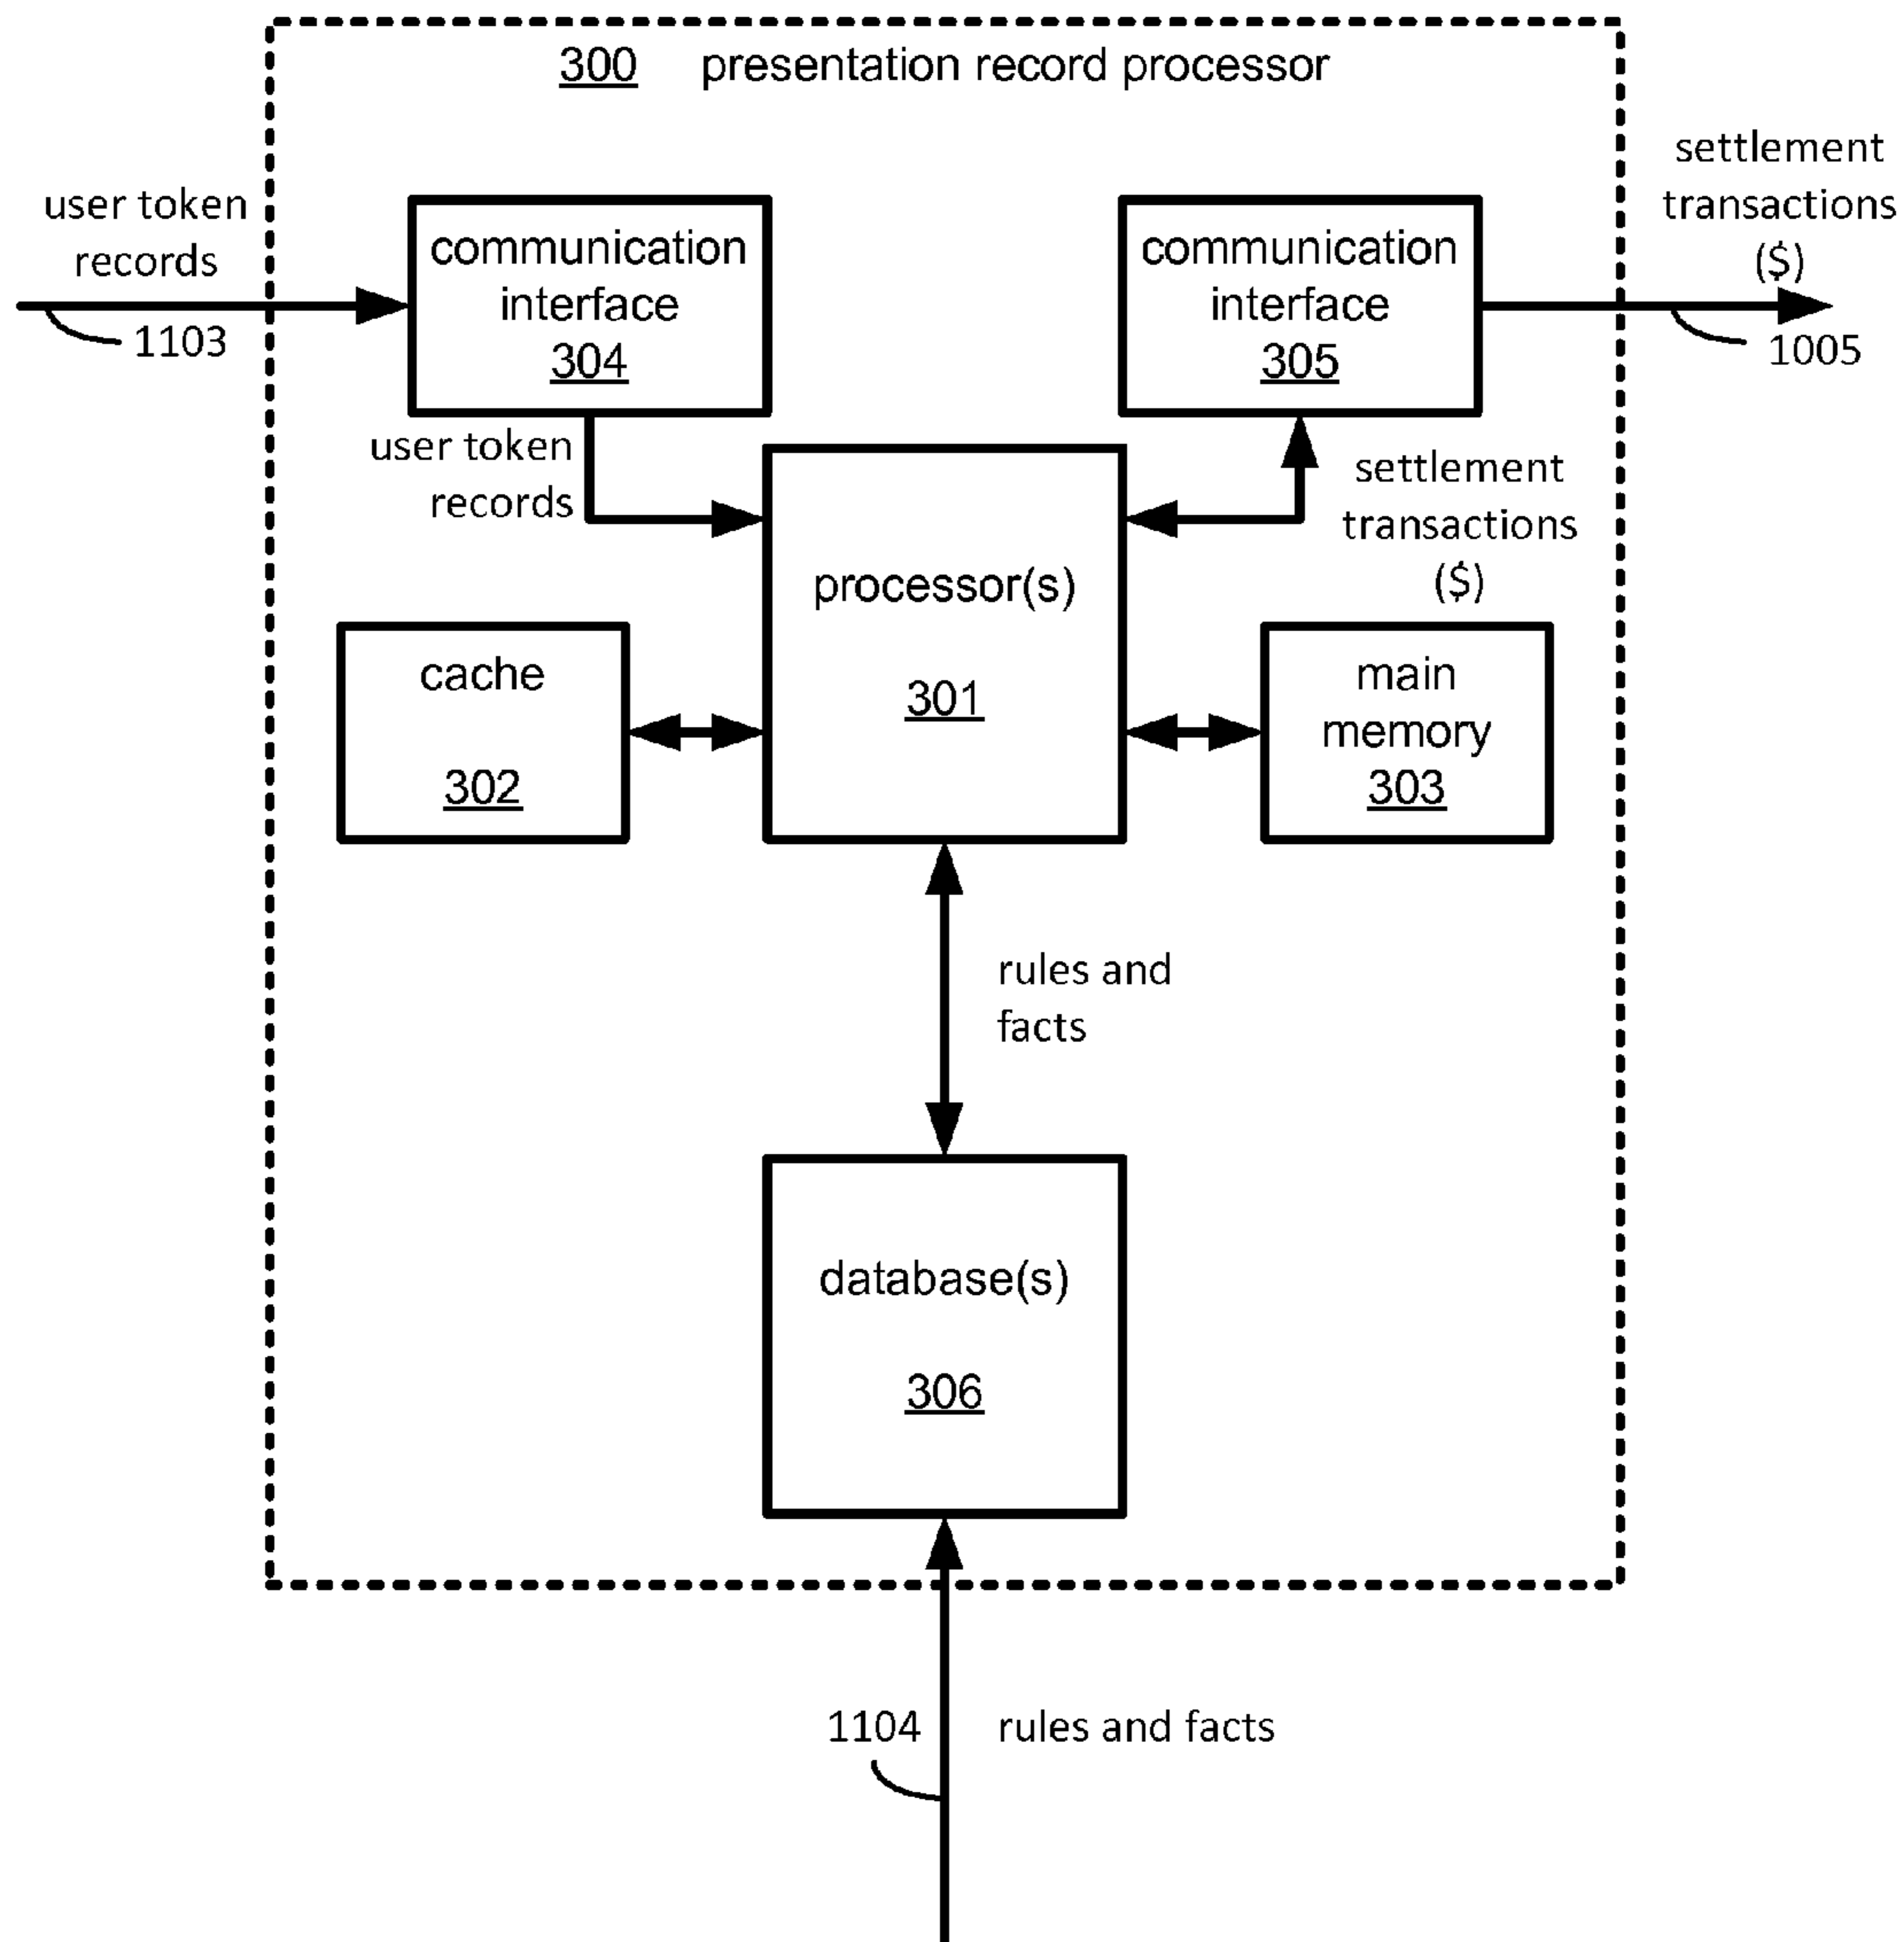 300 presentation record processor
settlement
transactions
($)
1005
user token
records
1103
communication
interface
304
communication
interface
305
user token
records
settlement
transactions
($)
processor(s)
301
cache
302
main
memory
303
rules and
facts
database(s)
306
1104
rules and facts